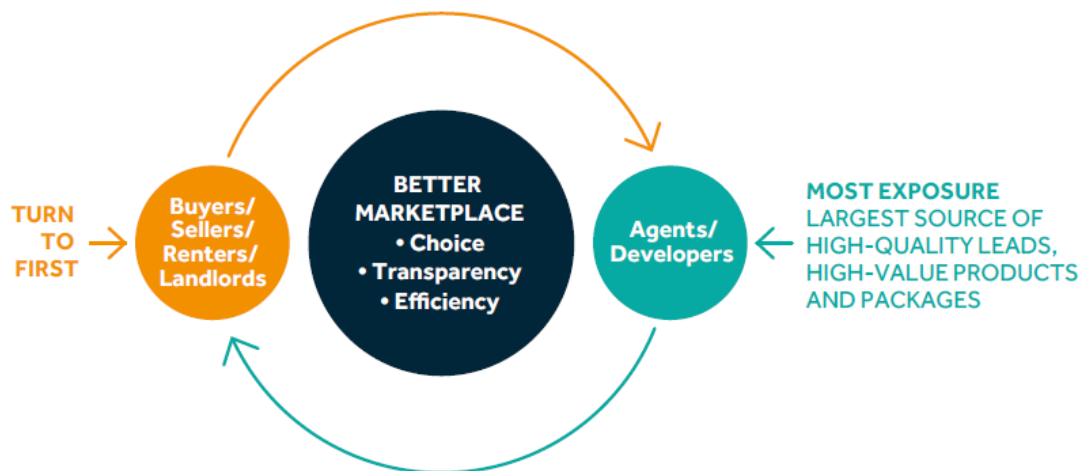 TURN
TO
FIRST
Buyers/
Sellers/
Renters/
Landlords
BETTER
MARKETPLACE
• Choice
• Transparency
• Efficiency
Agents/
Developers
MOST EXPOSURE
LARGEST SOURCE OF
HIGH-QUALITY LEADS,
HIGH-VALUE PRODUCTS
AND PACKAGES